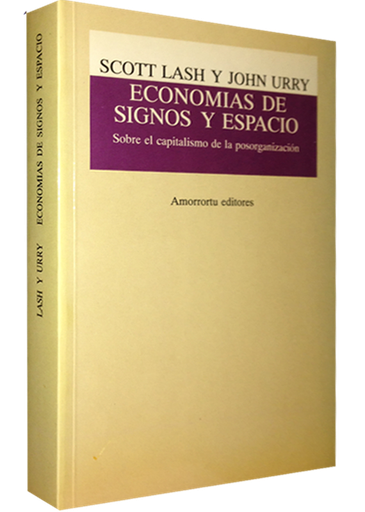 SCOTT LASH Y JOHN URRY
ECONOMIAS DE
SIGNOS Y ESPACIO
Sobre el capitalismo de la posorganización
Amorrortu editores
LASH Y URRY ECONOMIAS DE SIGNOS Y ESPACIO